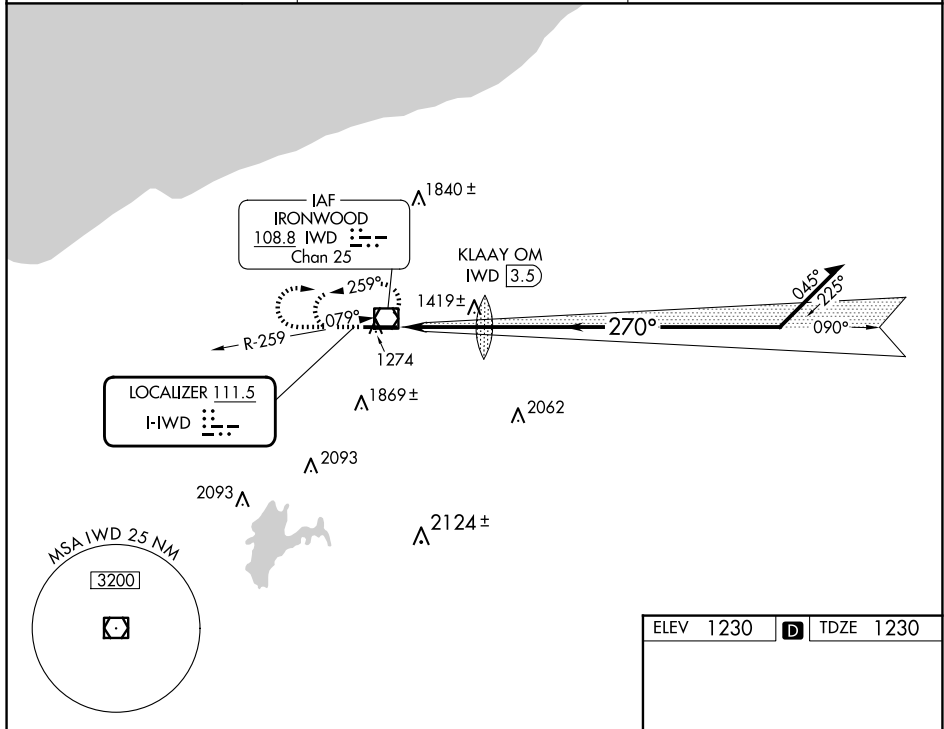 1840 ±
IAF
IRONWOOD
108.8 IWD
Chan 25
KLAAY OM
IWD 3.5
259°
079°
R-259
1419 ±
1274
270°
045°
225°
090°
LOCALIZER 111.5
I-IWD
1869 ±
2062
2093
2093
2124 ±
MSA IWD 25 NM
3200
ELEV 1230 D TDZE 1230